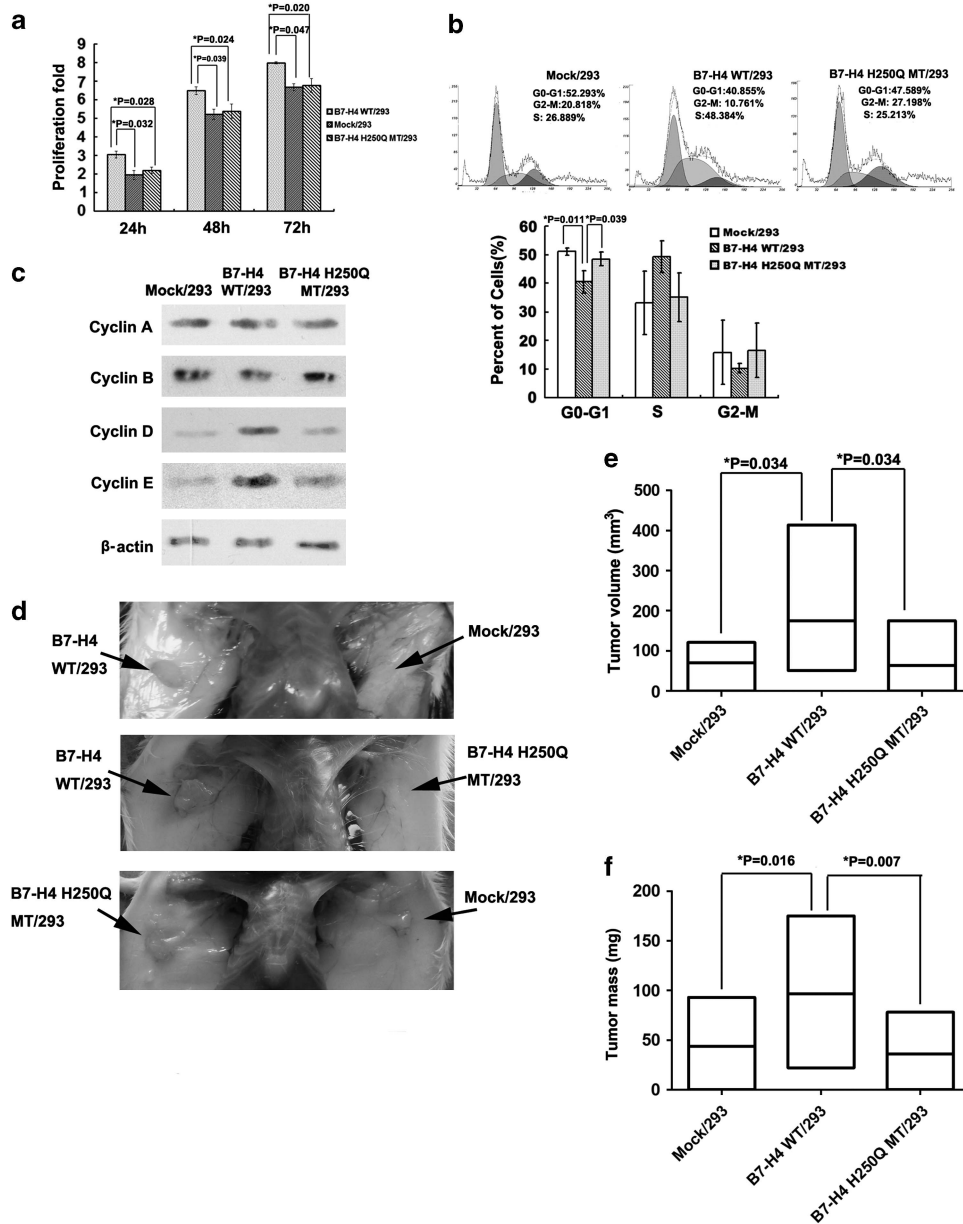 a
*P=0.020
*P=0.047
*P=0.024
*P=0.039
*P=0.028
*P=0.032
Proliferation fold
9
8
7
6
5
4
3
2
1
0
24h
48h
72h
B7-H4 WT/293
Mock/293
B7-H4 H250Q MT/293
b
Mock/293
G0-G1:52.293%
G2-M:20.818%
S: 26.889%
B7-H4 WT/293
G0-G1:40.855%
G2-M: 10.761%
S:48.384%
B7-H4 H250Q MT/293
G0-G1:47.589%
G2-M: 27.198%
S: 25.213%
*P=0.011
*P=0.039
Percent of Cells(%)
60
50
40
30
20
10
0
G0-G1
S
G2-M
Mock/293
B7-H4 WT/293
B7-H4 H250Q MT/293
c
Mock/293
B7-H4
WT/293
B7-H4 H250Q
MT/293
Cyclin A
Cyclin B
Cyclin D
Cyclin E
β-actin
d
B7-H4
WT/293
Mock/293
B7-H4
WT/293
B7-H4 H250Q
MT/293
B7-H4 H250Q
MT/293
Mock/293
e
*P=0.034
*P=0.034
Tumor volume (mm³)
500
400
300
200
100
0
Mock/293
B7-H4 WT/293
B7-H4 H250Q MT/293
f
*P=0.016
*P=0.007
Tumor mass (mg)
200
150
100
50
0
Mock/293
B7-H4 WT/293
B7-H4 H250Q MT/293